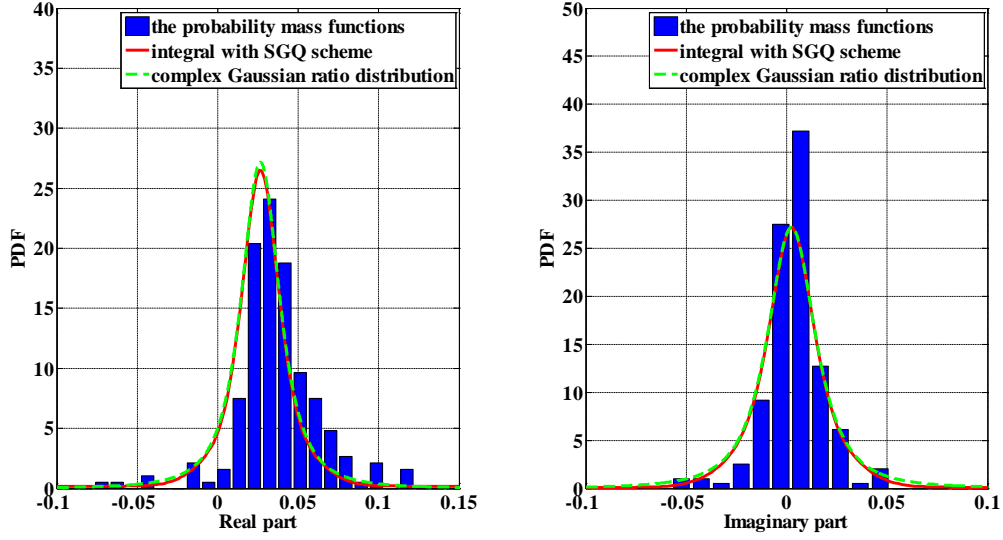 40
35
30
25
20
15
10
5
0
PDF
the probability mass functions
integral with SGQ scheme
complex Gaussian ratio distribution
-0.1 -0.05 0 0.05 0.1 0.15
Real part
50
45
40
35
30
25
20
15
10
5
0
PDF
the probability mass functions
integral with SGQ scheme
complex Gaussian ratio distribution
-0.1 -0.05 0 0.05 0.1
Imaginary part